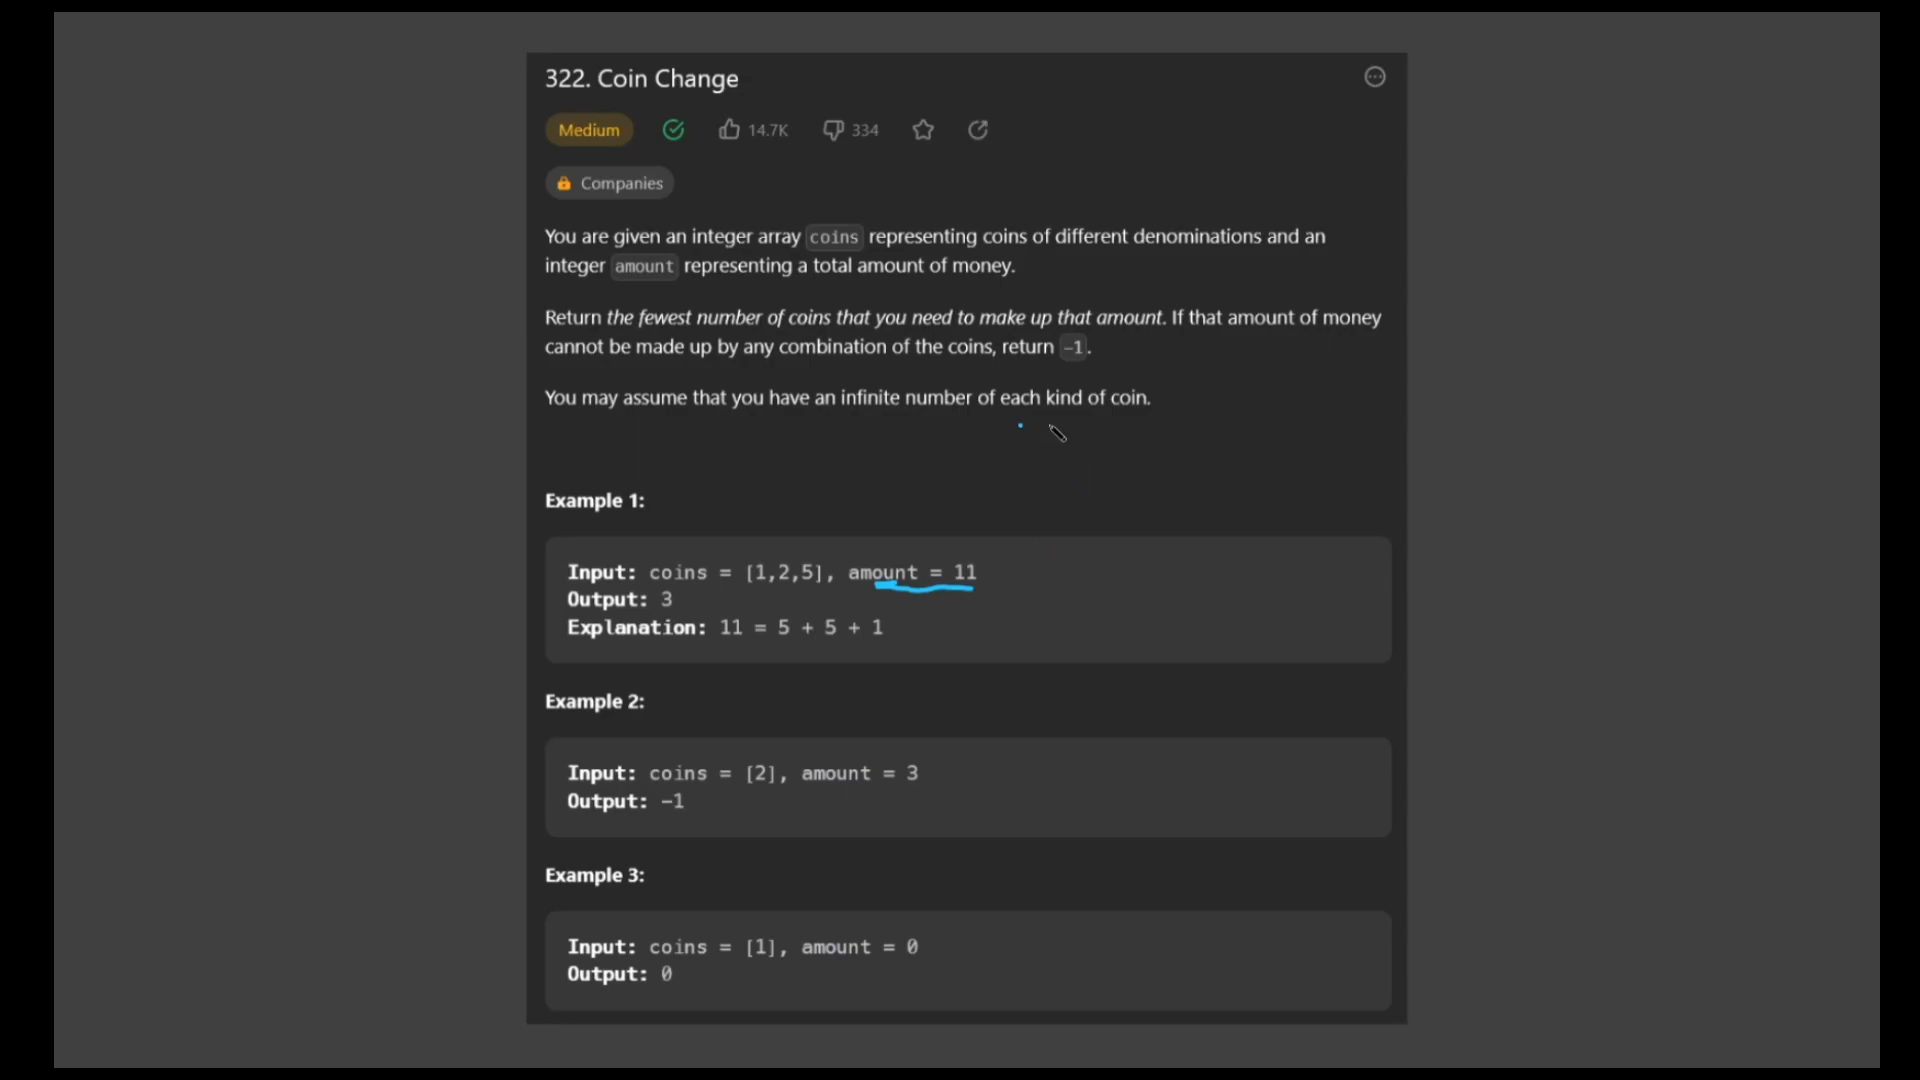 322. Coin Change
Medium 14.7K 334
Companies
You are given an integer array coins representing coins of different denominations and an
integer amount representing a total amount of money.
Return the fewest number of coins that you need to make up that amount. If that amount of money
cannot be made up by any combination of the coins, return -1.
You may assume that you have an infinite number of each kind of coin.
Example 1:
Input: coins = [1,2,5], amount = 11
Output: 3
Explanation: 11 = 5 + 5 + 1
Example 2:
Input: coins = [2], amount = 3
Output: -1
Example 3:
Input: coins = [1], amount = 0
Output: 0